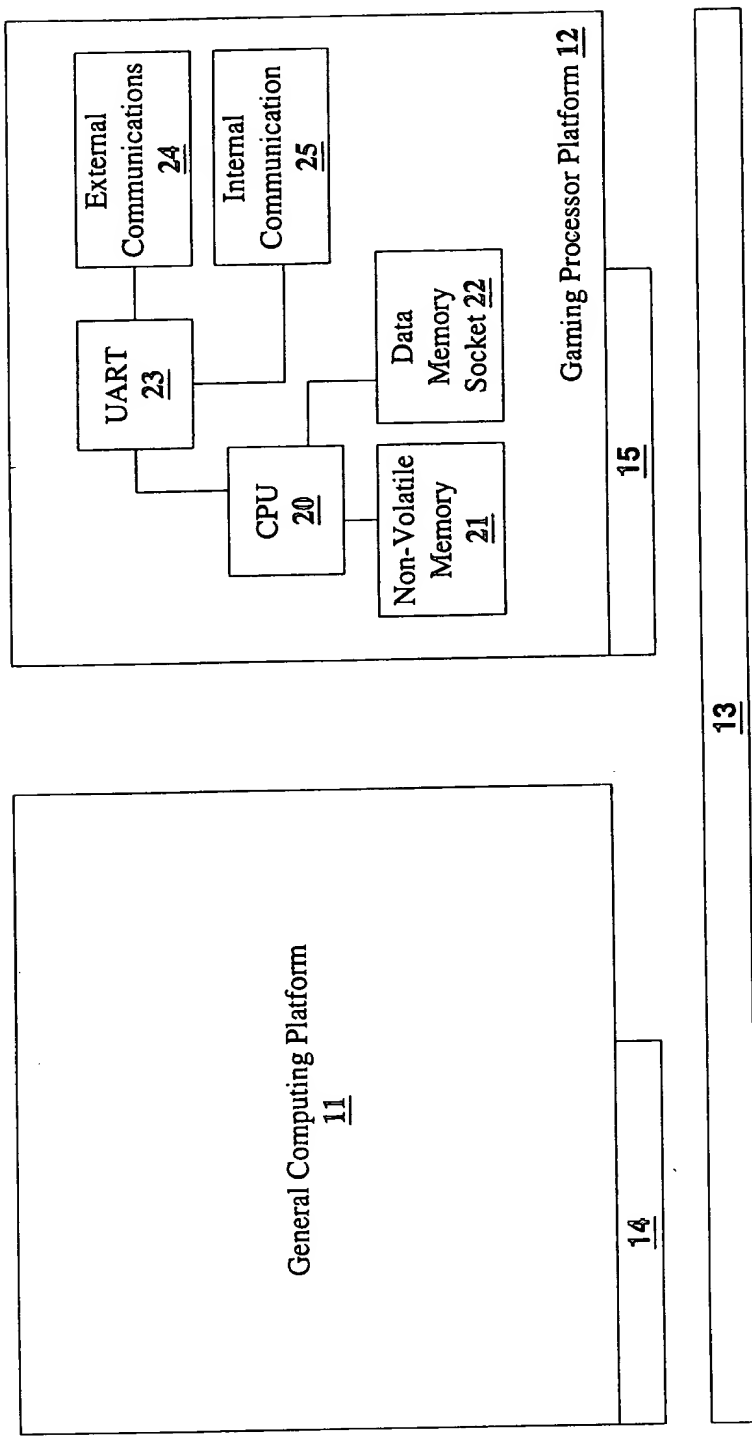 General Computing Platform
11
14
External
Communications
24
Internal
Communication
25
UART
23
CPU
20
Data
Memory
Socket 22
Non-Volatile
Memory
21
Gaming Processor Platform 12
15
13